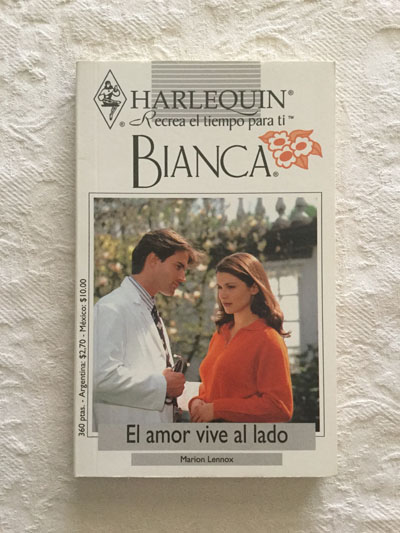 HARLEQUIN®
® Recrea el tiempo para ti™
BIANCA®
360 ptas. - Argentina: $2,70 - México: $10.00
El amor vive al lado
Marion Lennox